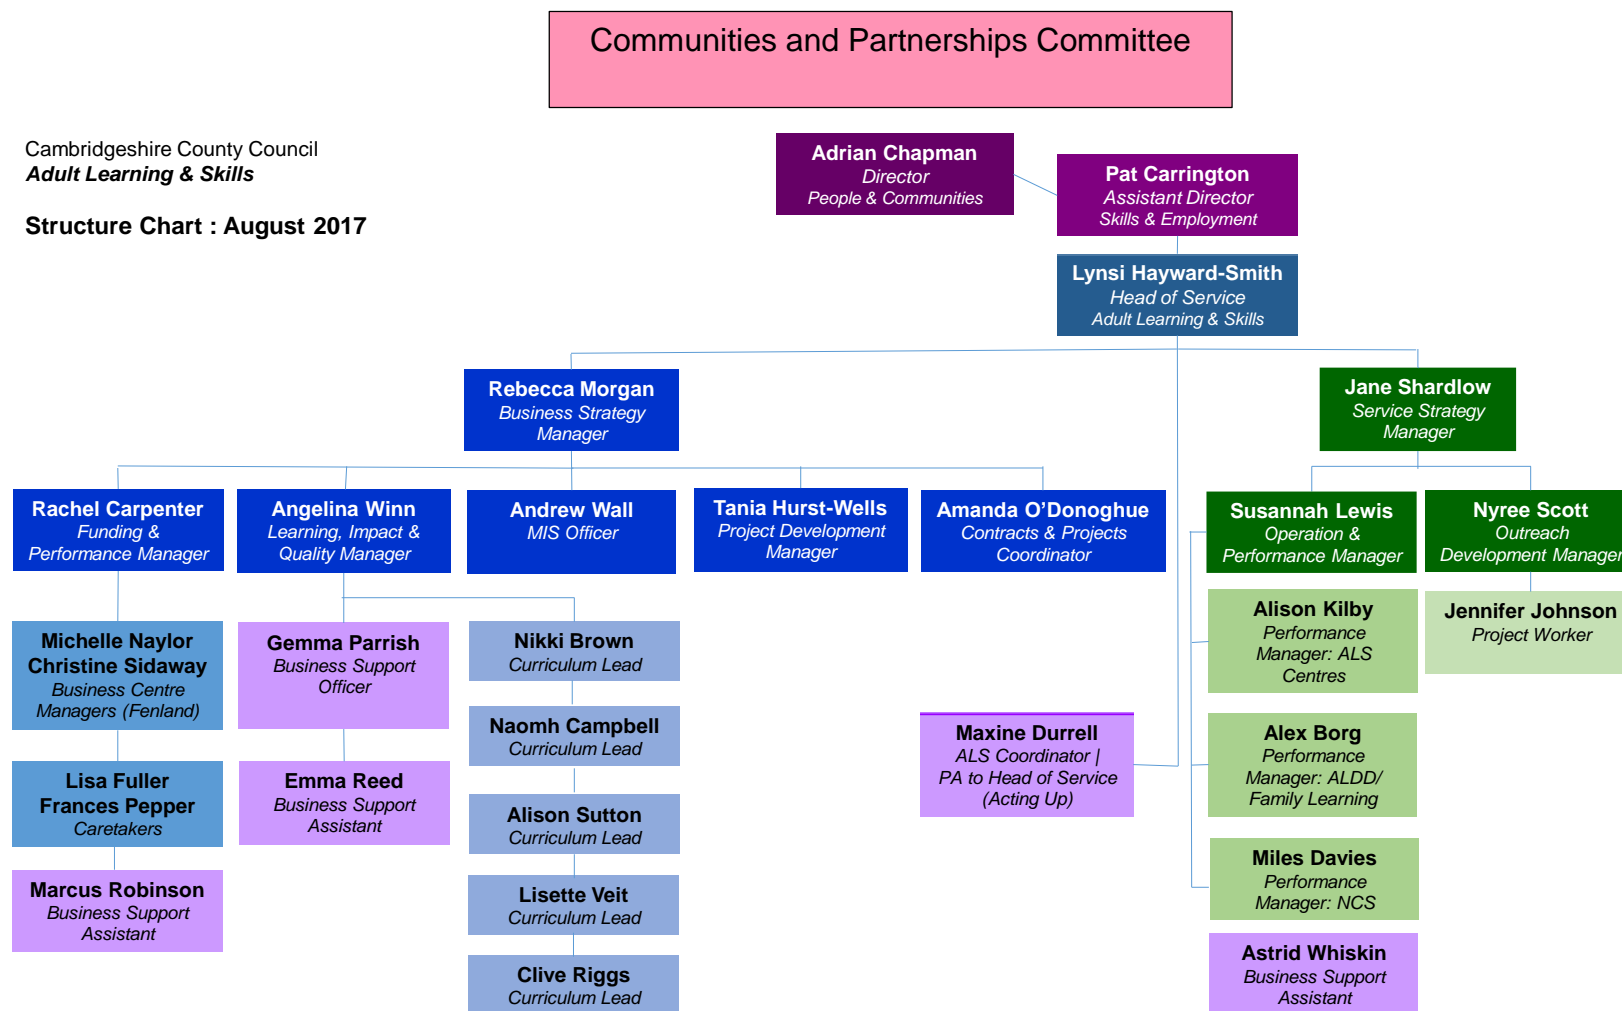 Communities and Partnerships Committee
Cambridgeshire County Council
Adult Learning & Skills
Structure Chart : August 2017
Adrian Chapman
Director
People & Communities
Pat Carrington
Assistant Director
Skills & Employment
Lynsi Hayward-Smith
Head of Service
Adult Learning & Skills
Rebecca Morgan
Business Strategy
Manager
Jane Shardlow
Service Strategy
Manager
Rachel Carpenter
Funding &
Performance Manager
Angelina Winn
Learning, Impact &
Quality Manager
Andrew Wall
MIS Officer
Tania Hurst-Wells
Project Development
Manager
Amanda O’Donoghue
Contracts & Projects
Coordinator
Susannah Lewis
Operation &
Performance Manager
Nyree Scott
Outreach
Development Manager
Michelle Naylor
Christine Sidaway
Business Centre
Managers (Fenland)
Lisa Fuller
Frances Pepper
Caretakers
Marcus Robinson
Business Support
Assistant
Gemma Parrish
Business Support
Officer
Emma Reed
Business Support
Assistant
Nikki Brown
Curriculum Lead
Naomh Campbell
Curriculum Lead
Alison Sutton
Curriculum Lead
Lisette Veit
Curriculum Lead
Clive Riggs
Curriculum Lead
Maxine Durrell
ALS Coordinator |
PA to Head of Service
(Acting Up)
Alison Kilby
Performance
Manager: ALS
Centres
Alex Borg
Performance
Manager: ALDD/
Family Learning
Miles Davies
Performance
Manager: NCS
Astrid Whiskin
Business Support
Assistant
Jennifer Johnson
Project Worker